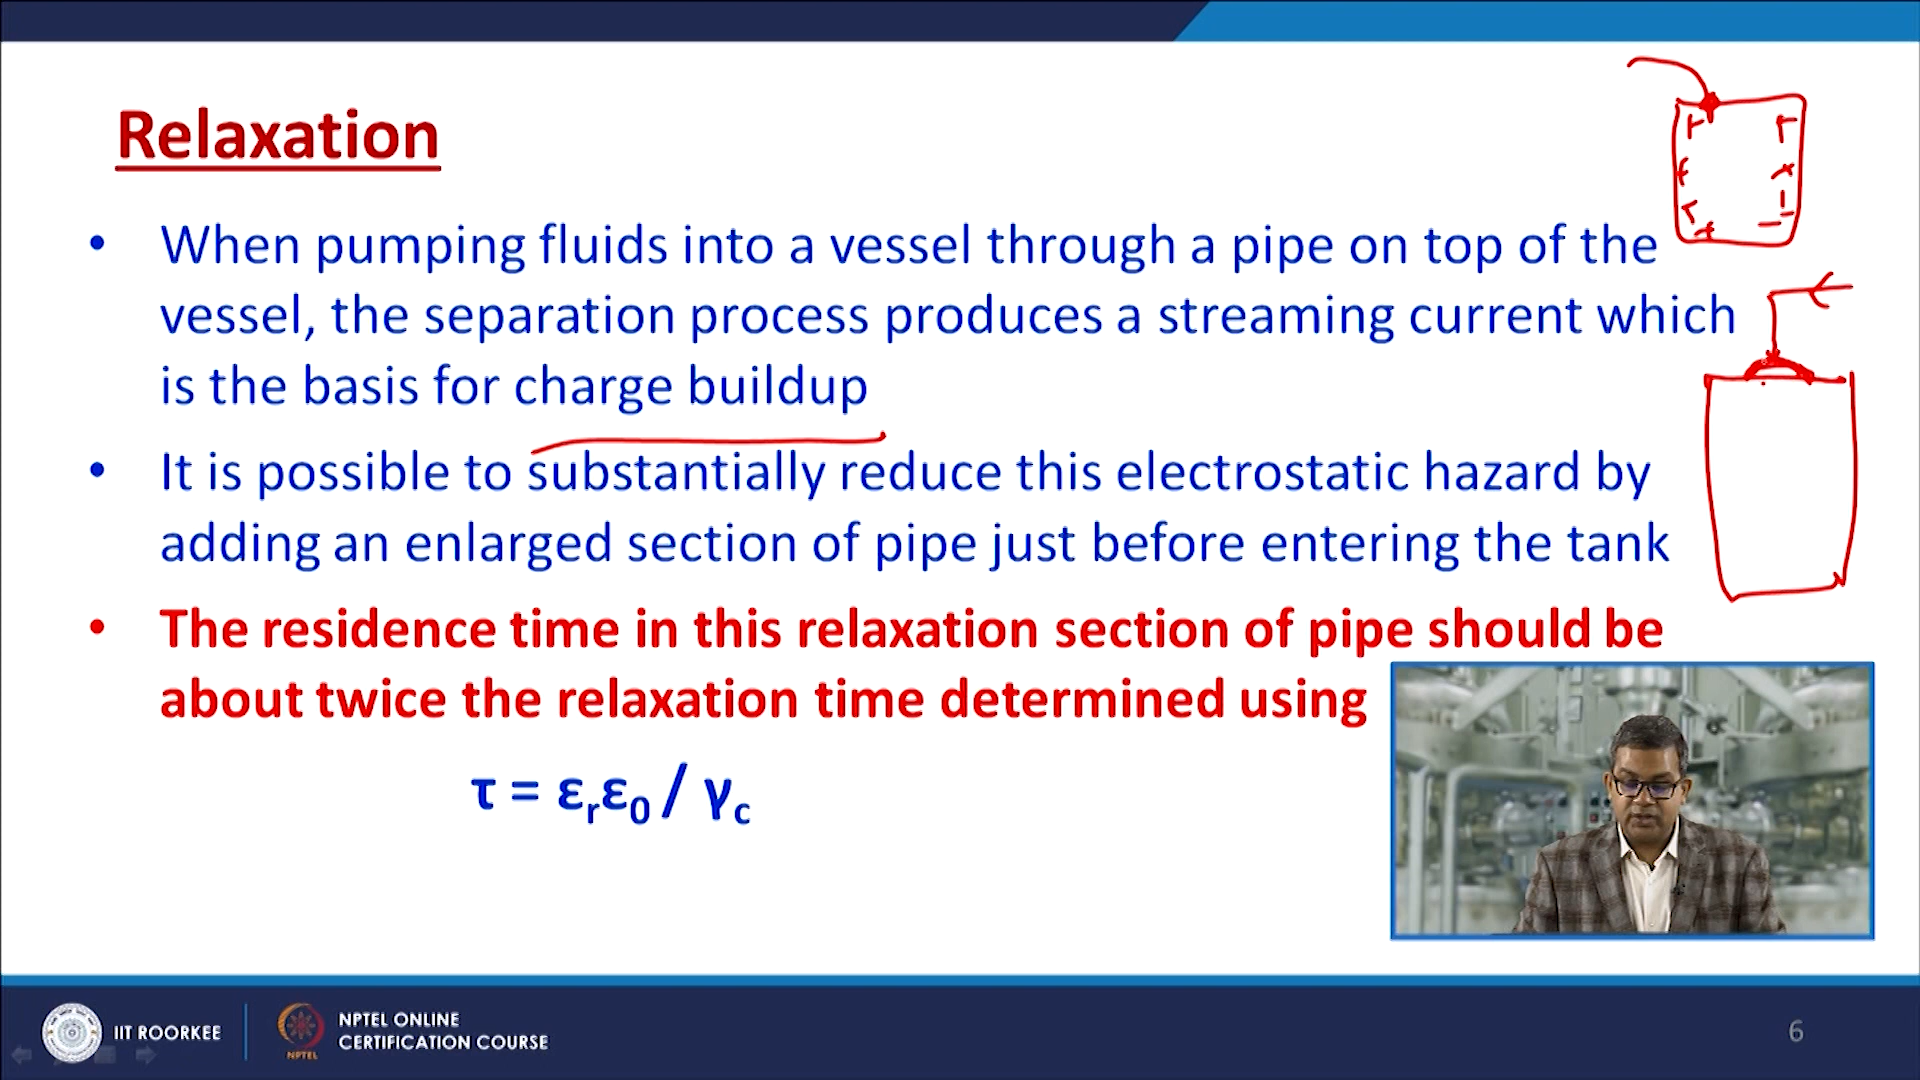 Relaxation
• When pumping fluids into a vessel through a pipe on top of the
vessel, the separation process produces a streaming current which
is the basis for charge buildup
• It is possible to substantially reduce this electrostatic hazard by
adding an enlarged section of pipe just before entering the tank
• The residence time in this relaxation section of pipe should be
about twice the relaxation time determined using
τ = εrε0 / γc
IIT ROORKEE
NPTEL
NPTEL ONLINE
CERTIFICATION COURSE
6